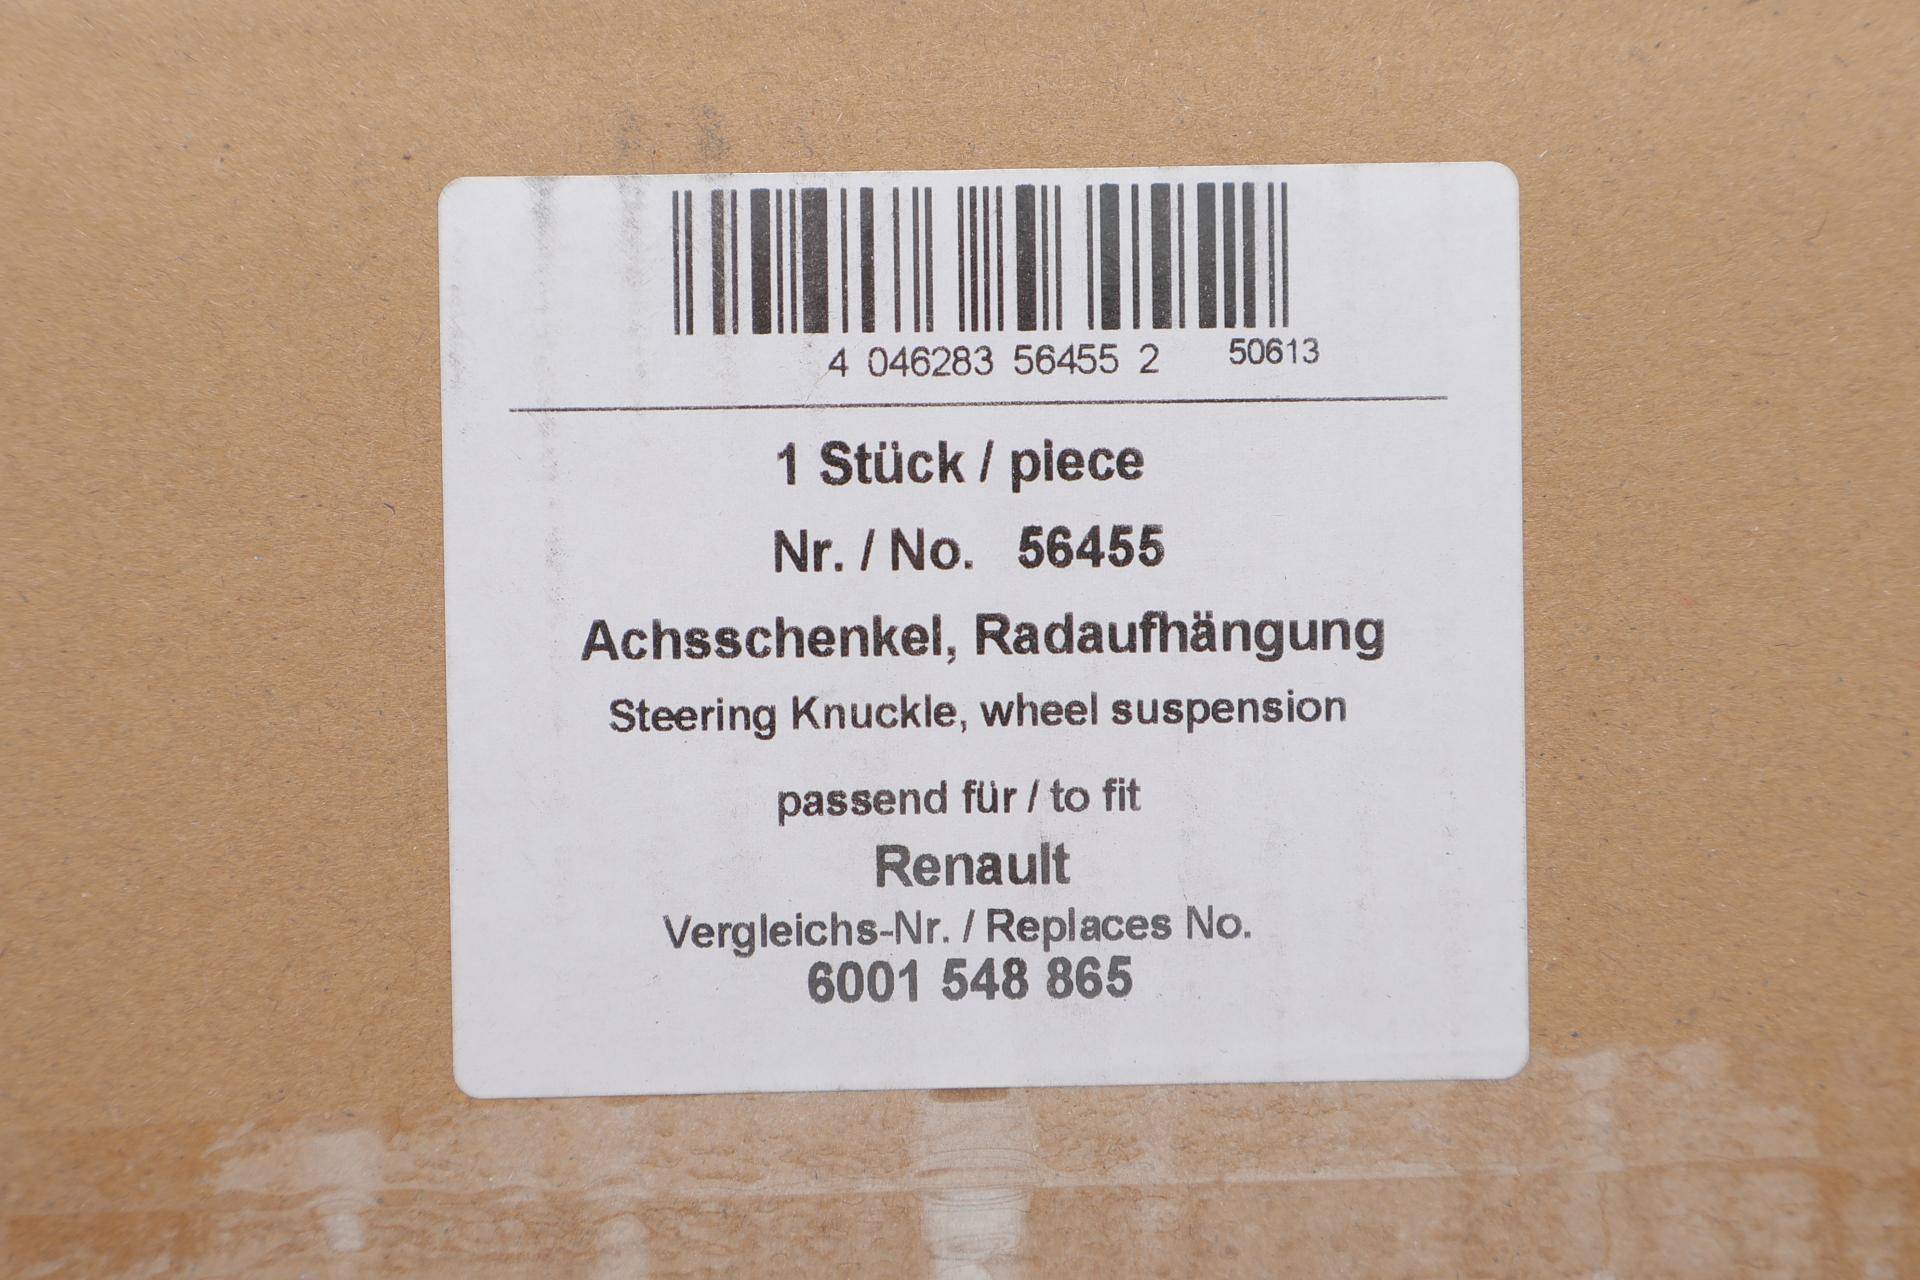 4 046283 56455 2 50613
1 Stück / piece
Nr. / No. 56455
Achsschenkel, Radaufhängung
Steering Knuckle, wheel suspension
passend für / to fit
Renault
Vergleichs-Nr. / Replaces No.
6001 548 865